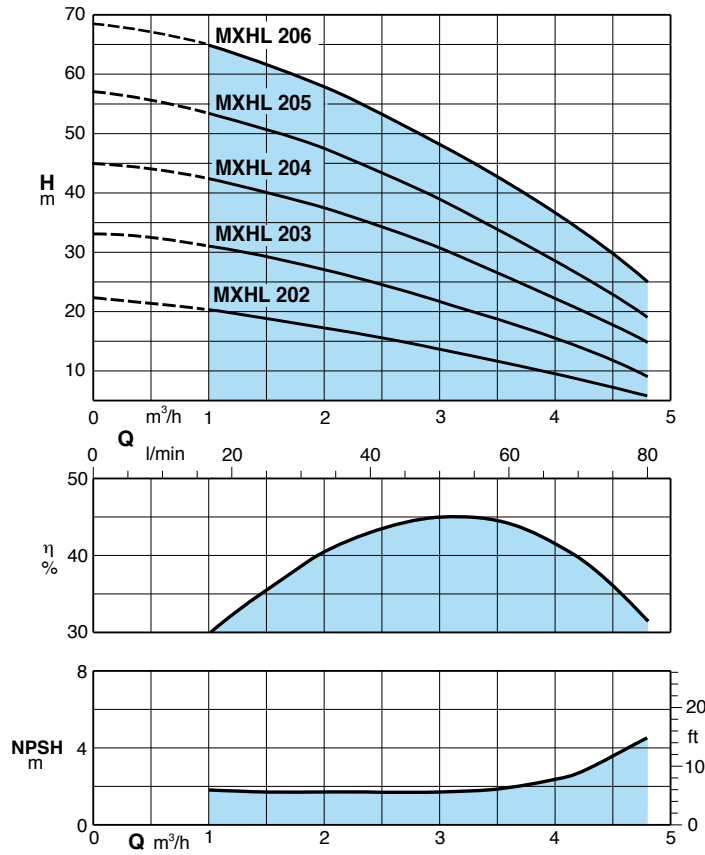 70
60
50
40
30
20
10
H
m
MXHL 206
MXHL 205
MXHL 204
MXHL 203
MXHL 202
0 m³/h 1 2 3 4 5
Q
0 l/min 20 40 60 80
50
40
30
η
%
8
4
0
NPSH
m
20
ft
10
0
0 1 2 3 4 5
Q m³/h